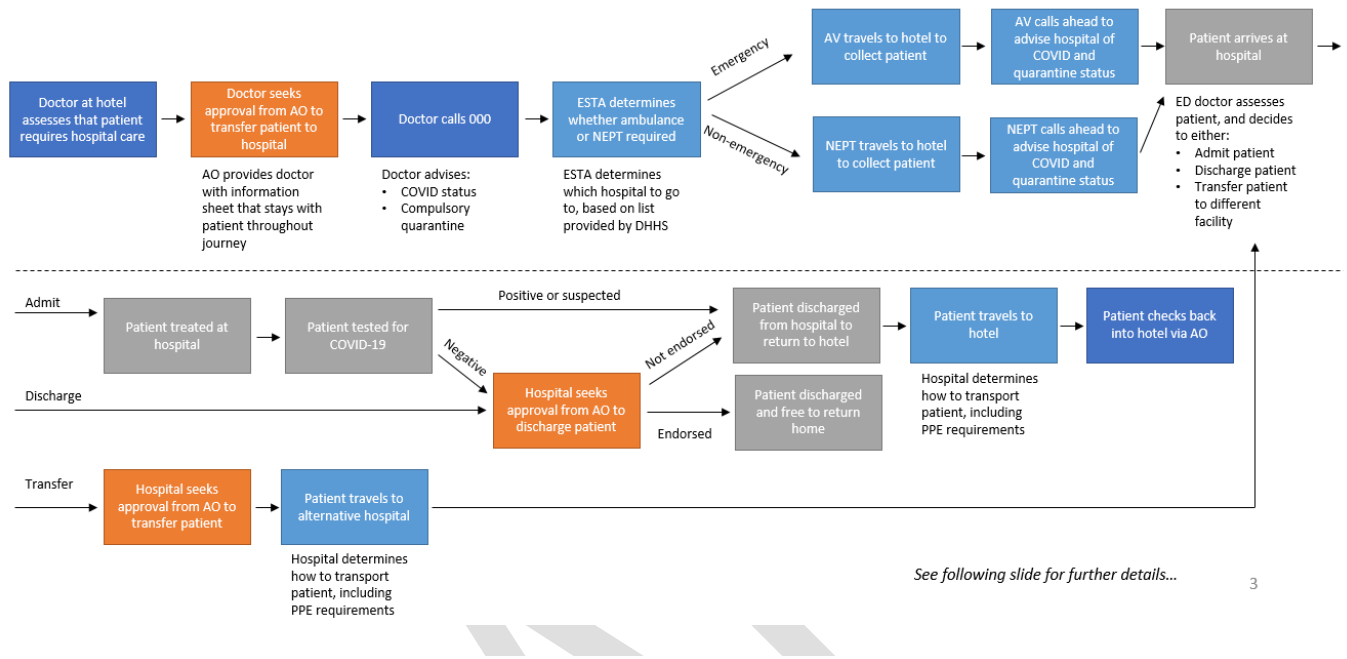 Doctor at hotel
assesses that patient
requires hospital care
Doctor seeks
approval from AO to
transfer patient to
hospital
AO provides doctor
with information
sheet that stays with
patient throughout
journey
Doctor calls 000
Doctor advises:
• COVID status
• Compulsory
quarantine
ESTA determines
whether ambulance
or NEPT required
ESTA determines
which hospital to go
to, based on list
provided by DHHS
Emergency
Non-emergency
AV travels to hotel to
collect patient
AV calls ahead to
advise hospital of
COVID and
quarantine status
NEPT travels to hotel
to collect patient
NEPT calls ahead to
advise hospital of
COVID and
quarantine status
Patient arrives at
hospital
ED doctor assesses
patient, and decides
to either:
• Admit patient
• Discharge patient
• Transfer patient
to different
facility
Admit
Patient treated at
hospital
Patient tested for
COVID-19
Positive or suspected
Negative
Discharge
Hospital seeks
approval from AO to
discharge patient
Not endorsed
Endorsed
Patient discharged
from hospital to
return to hotel
Patient discharged
and free to return
home
Patient travels to
hotel
Hospital determines
how to transport
patient, including
PPE requirements
Patient checks back
into hotel via AO
Transfer
Hospital seeks
approval from AO to
transfer patient
Patient travels to
alternative hospital
Hospital determines
how to transport
patient, including
PPE requirements
See following slide for further details...
3